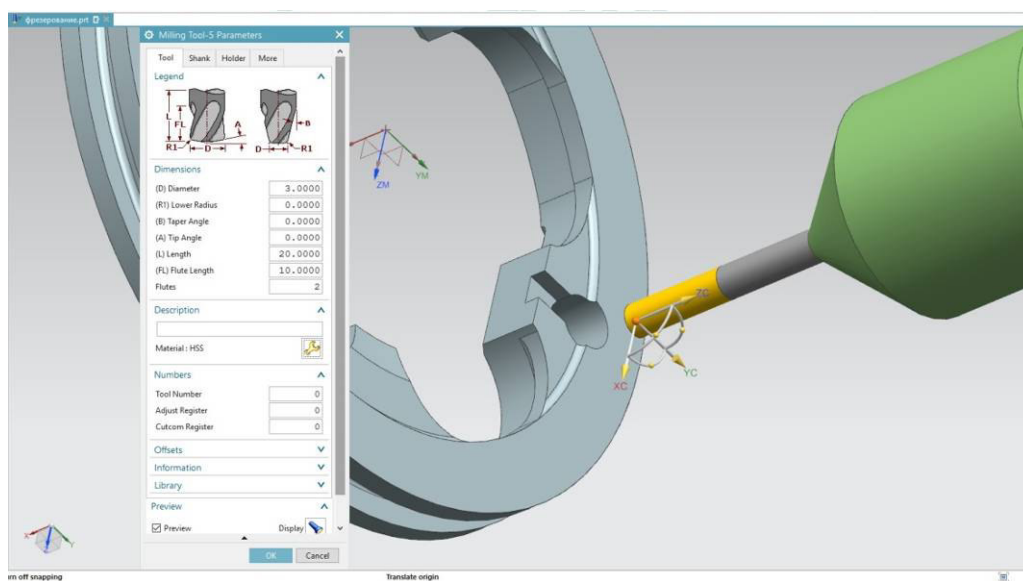 фрезерование.prt
Milling Tool-5 Parameters
Tool Shank Holder More
Legend
L
FL
A
B
R1
D
D
R1
Dimensions
(D) Diameter 3.0000
(R1) Lower Radius 0.0000
(B) Taper Angle 0.0000
(A) Tip Angle 0.0000
(L) Length 20.0000
(FL) Flute Length 10.0000
Flutes 2
Description
Material : HSS
Numbers
Tool Number 0
Adjust Register 0
Cutcom Register 0
Offsets
Information
Library
Preview
Preview Display
OK Cancel
YM
ZM
ZC
YC
XC
X
Y
rn off snapping
Translate origin